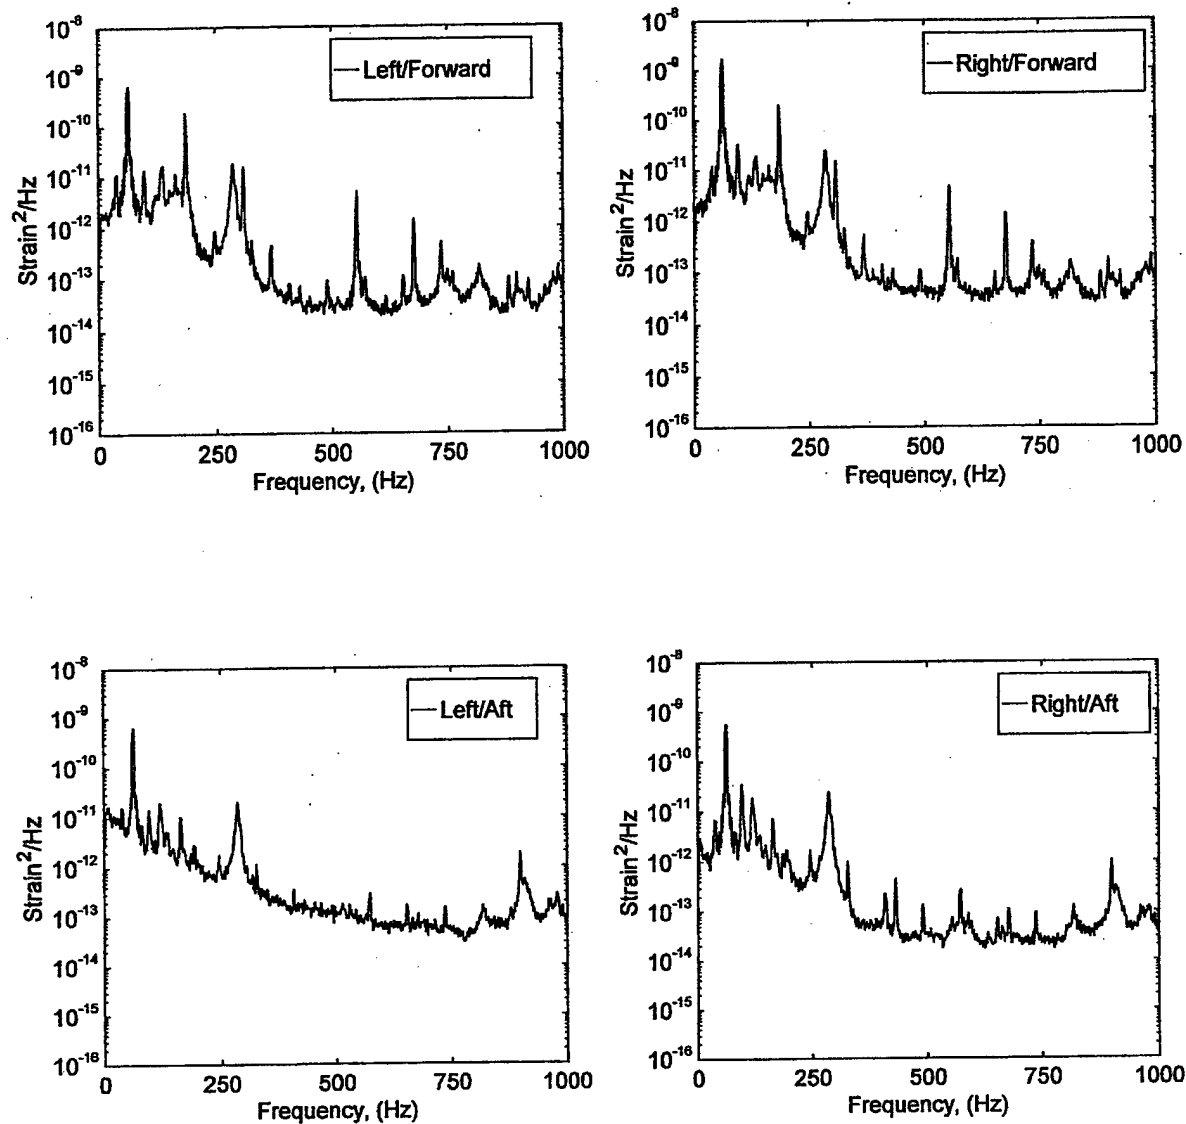 Left/Forward
10⁻⁸
10⁻⁹
10⁻¹⁰
10⁻¹¹
10⁻¹²
10⁻¹³
10⁻¹⁴
10⁻¹⁵
10⁻¹⁶
Strain²/Hz
0 250 500 750 1000
Frequency, (Hz)
Right/Forward
10⁻⁸
10⁻⁹
10⁻¹⁰
10⁻¹¹
10⁻¹²
10⁻¹³
10⁻¹⁴
10⁻¹⁵
10⁻¹⁶
Strain²/Hz
0 250 500 750 1000
Frequency, (Hz)
Left/Aft
10⁻⁸
10⁻⁹
10⁻¹⁰
10⁻¹¹
10⁻¹²
10⁻¹³
10⁻¹⁴
10⁻¹⁵
10⁻¹⁶
Strain²/Hz
0 250 500 750 1000
Frequency, (Hz)
Right/Aft
10⁻⁸
10⁻⁹
10⁻¹⁰
10⁻¹¹
10⁻¹²
10⁻¹³
10⁻¹⁴
10⁻¹⁵
10⁻¹⁶
Strain²/Hz
0 250 500 750 1000
Frequency, (Hz)